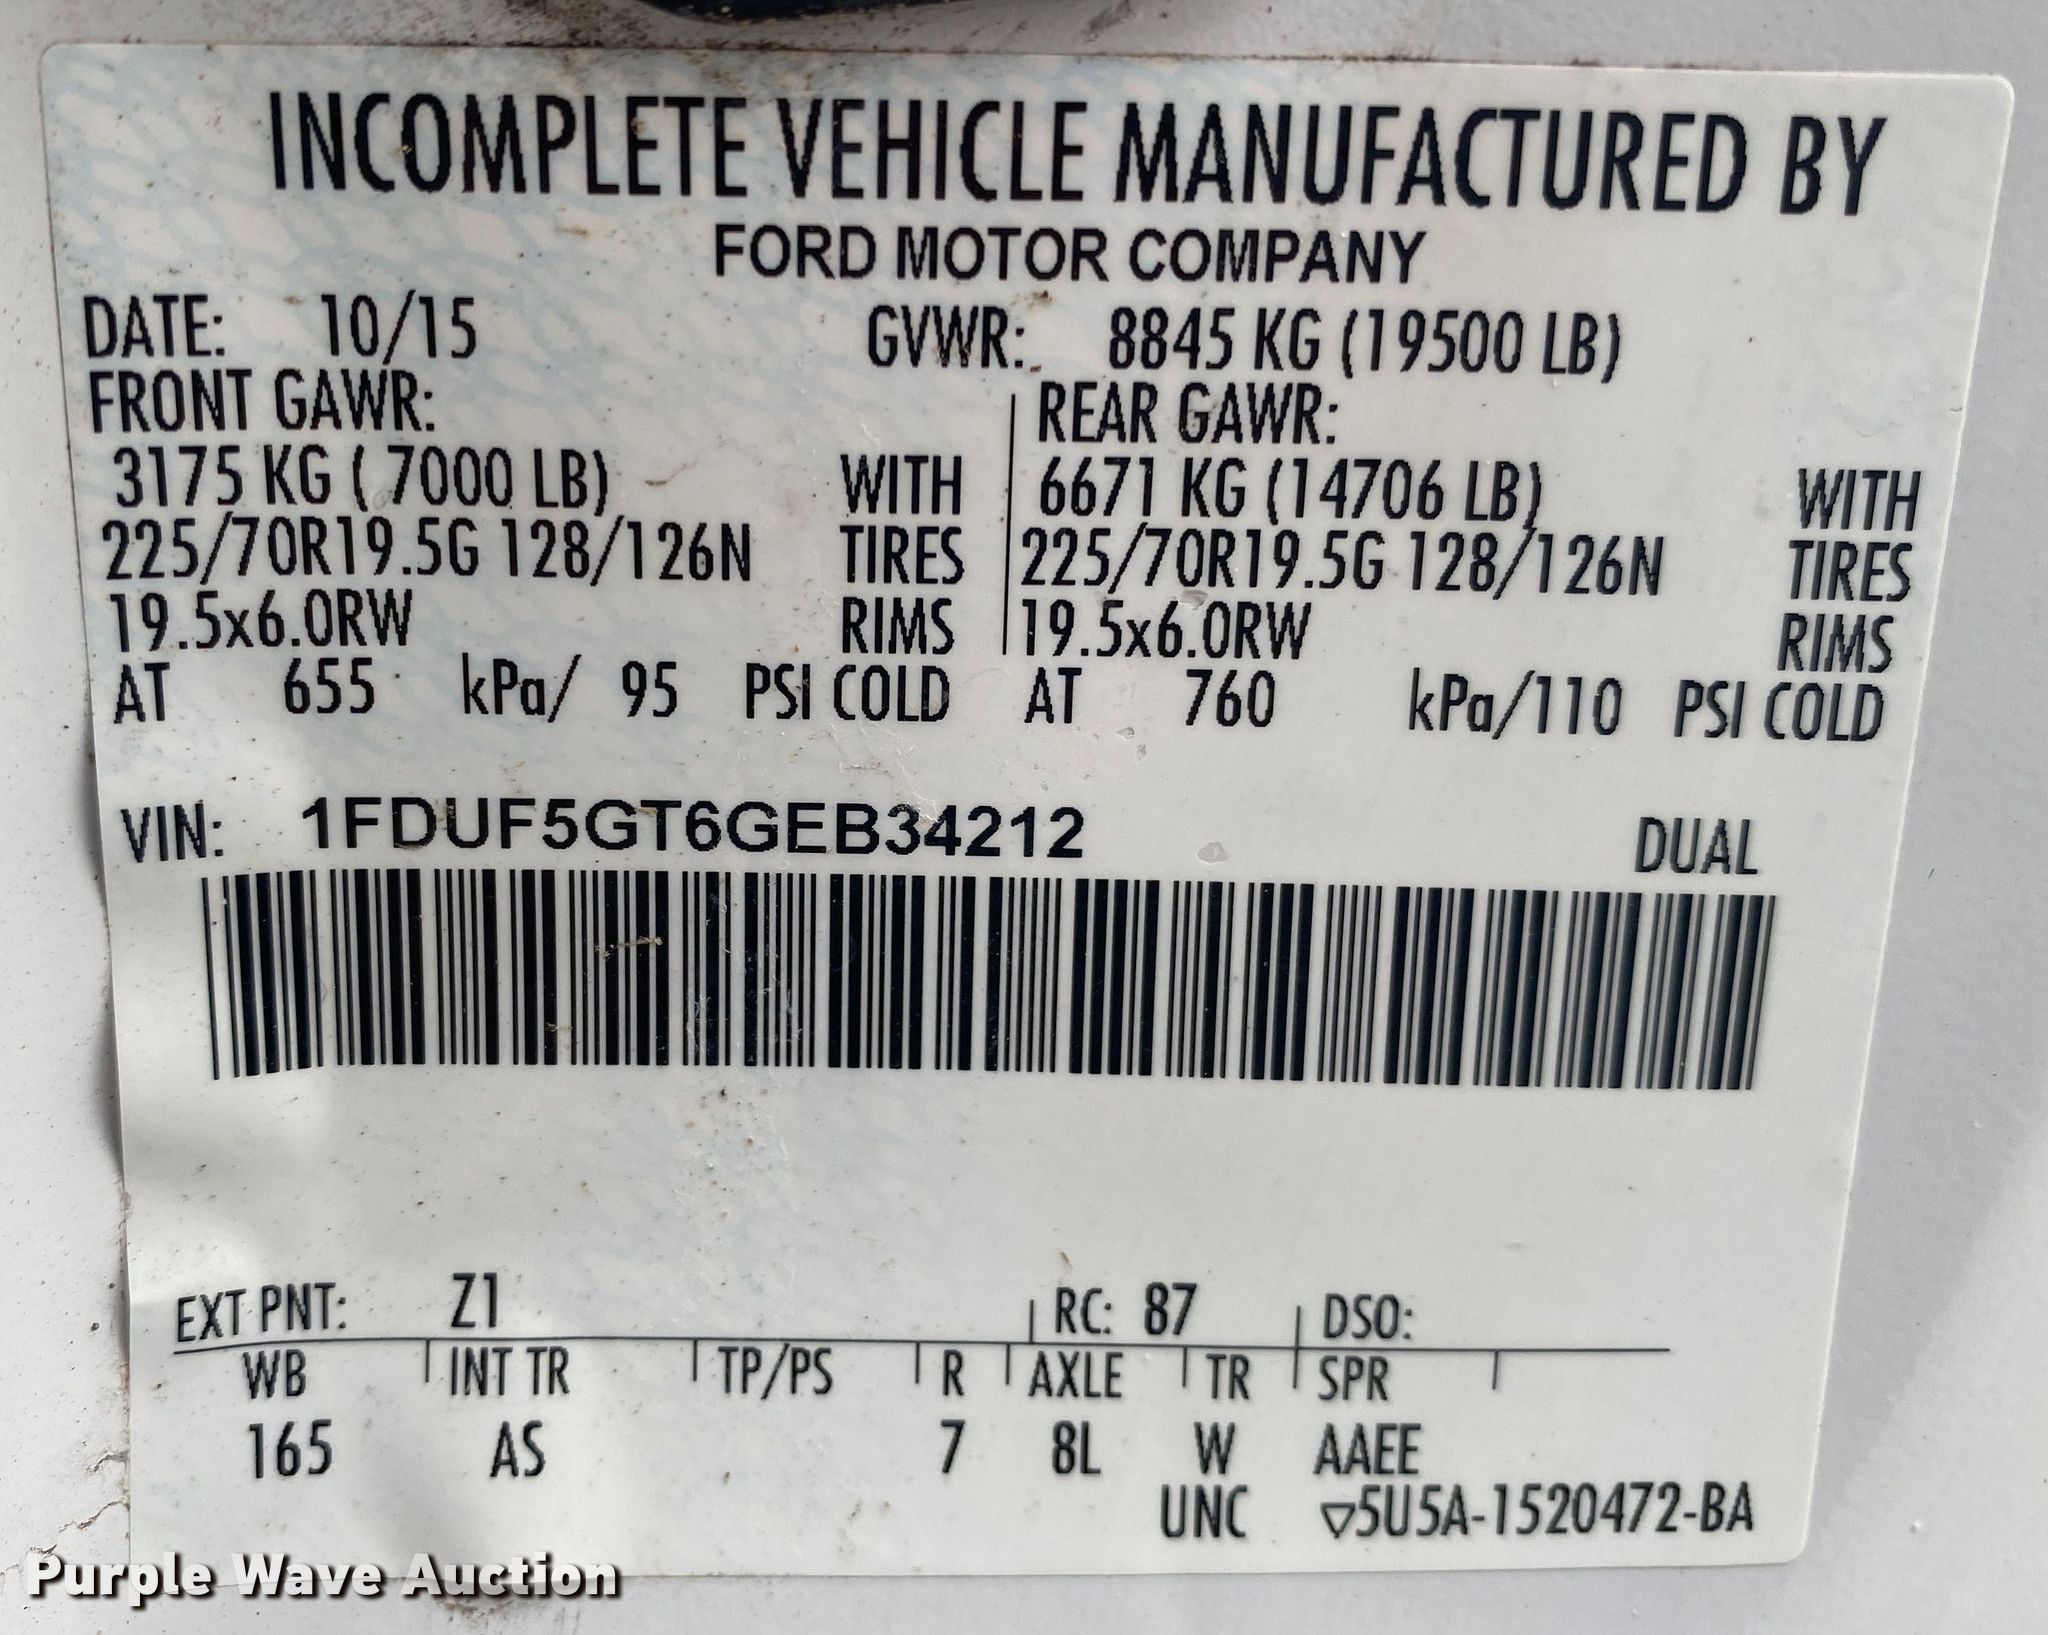 INCOMPLETE VEHICLE MANUFACTURED BY
FORD MOTOR COMPANY
DATE: 10/15 GVWR: 8845 KG (19500 LB)
FRONT GAWR: REAR GAWR:
3175 KG ( 7000 LB) WITH 6671 KG (14706 LB) WITH
225/70R19.5G 128/126N TIRES 225/70R19.5G 128/126N TIRES
19.5x6.0RW RIMS 19.5x6.0RW RIMS
AT 655 kPa/ 95 PSI COLD AT 760 kPa/110 PSI COLD
VIN: 1FDUF5GT6GEB34212 DUAL
EXT PNT: Z1 RC: 87 DSO:
WB INT TR TP/PS R AXLE TR SPR
165 AS 7 8L W AAEE
UNC ▽5U5A-1520472-BA
Purple Wave Auction